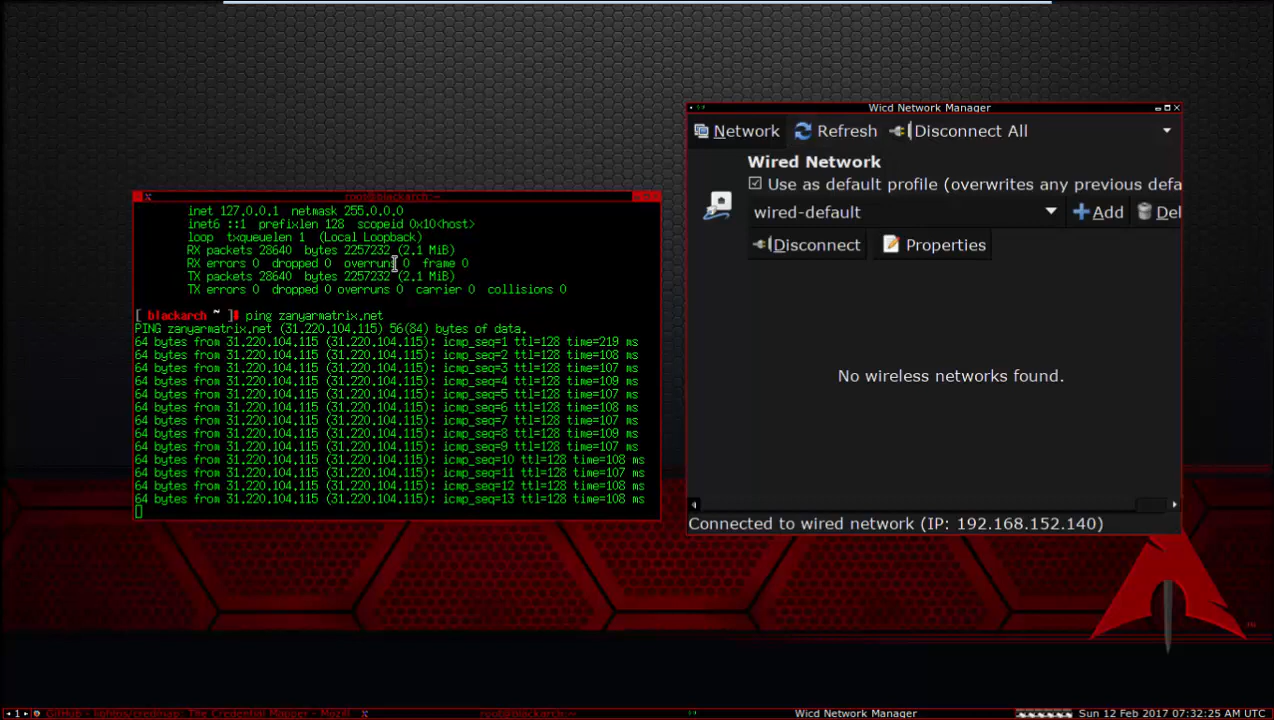 Wicd Network Manager
Network Refresh Disconnect All
Wired Network
Use as default profile (overwrites any previous defa
wired-default Add Del
Disconnect Properties
No wireless networks found.
Connected to wired network (IP: 192.168.152.140)
root@blackarch:~
inet 127.0.0.1 netmask 255.0.0.0
inet6 ::1 prefixlen 128 scopeid 0x10<host>
loop txqueuelen 1 (Local Loopback)
RX packets 28640 bytes 2257232 (2.1 MiB)
RX errors 0 dropped 0 overruns 0 frame 0
TX packets 28640 bytes 2257232 (2.1 MiB)
TX errors 0 dropped 0 overruns 0 carrier 0 collisions 0
[ blackarch ~ ]# ping zanyarmatrix.net
PING zanyarmatrix.net (31.220.104.115) 56(84) bytes of data.
64 bytes from 31.220.104.115 (31.220.104.115): icmp_seq=1 ttl=128 time=219 ms
64 bytes from 31.220.104.115 (31.220.104.115): icmp_seq=2 ttl=128 time=108 ms
64 bytes from 31.220.104.115 (31.220.104.115): icmp_seq=3 ttl=128 time=107 ms
64 bytes from 31.220.104.115 (31.220.104.115): icmp_seq=4 ttl=128 time=109 ms
64 bytes from 31.220.104.115 (31.220.104.115): icmp_seq=5 ttl=128 time=107 ms
64 bytes from 31.220.104.115 (31.220.104.115): icmp_seq=6 ttl=128 time=108 ms
64 bytes from 31.220.104.115 (31.220.104.115): icmp_seq=7 ttl=128 time=107 ms
64 bytes from 31.220.104.115 (31.220.104.115): icmp_seq=8 ttl=128 time=109 ms
64 bytes from 31.220.104.115 (31.220.104.115): icmp_seq=9 ttl=128 time=107 ms
64 bytes from 31.220.104.115 (31.220.104.115): icmp_seq=10 ttl=128 time=108 ms
64 bytes from 31.220.104.115 (31.220.104.115): icmp_seq=11 ttl=128 time=107 ms
64 bytes from 31.220.104.115 (31.220.104.115): icmp_seq=12 ttl=128 time=108 ms
64 bytes from 31.220.104.115 (31.220.104.115): icmp_seq=13 ttl=128 time=108 ms
1 GitHub - lightos/credmap: The Credential Mapper - Mozill root@blackarch:~ Wicd Network Manager Sun 12 Feb 2017 07:32:25 AM UTC